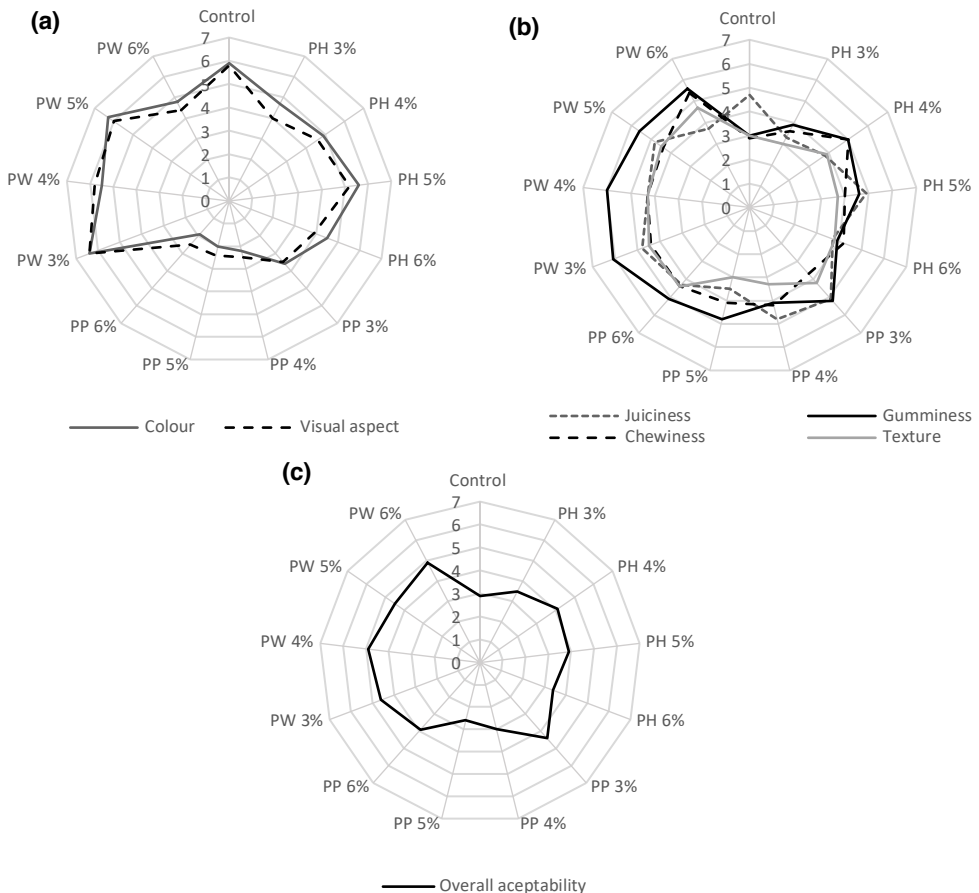 (a)
Control
PH 3%
PH 4%
PH 5%
PH 6%
PP 3%
PP 4%
PP 5%
PP 6%
PW 3%
PW 4%
PW 5%
PW 6%
7
6
5
4
3
2
1
0
Colour
Visual aspect
(b)
Control
PH 3%
PH 4%
PH 5%
PH 6%
PP 3%
PP 4%
PP 5%
PP 6%
PW 3%
PW 4%
PW 5%
PW 6%
7
6
5
4
3
2
1
0
Juiciness
Gumminess
Chewiness
Texture
(c)
Control
PH 3%
PH 4%
PH 5%
PH 6%
PP 3%
PP 4%
PP 5%
PP 6%
PW 3%
PW 4%
PW 5%
PW 6%
7
6
5
4
3
2
1
0
Overall aceptability